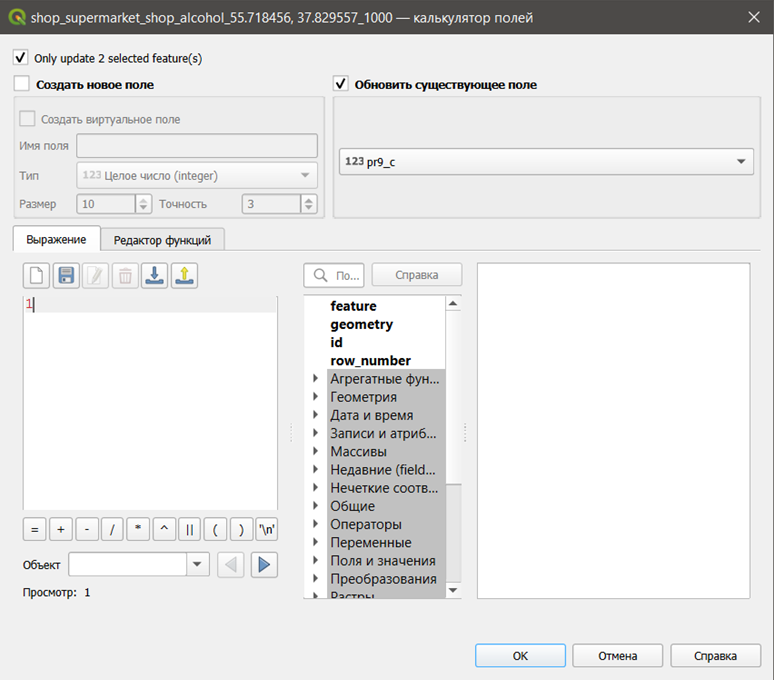 shop_supermarket_shop_alcohol_55.718456, 37.829557_1000 — калькулятор полей
Only update 2 selected feature(s)
Создать новое поле
Обновить существующее поле
Создать виртуальное поле
Имя поля
Тип
123 Целое число (integer)
Размер
10
Точность
3
123 pr9_c
Выражение
Редактор функций
По...
Справка
1
feature
geometry
id
row_number
Агрегатные фун...
Геометрия
Дата и время
Записи и атриб...
Массивы
Недавние (field...
Нечеткие соотв...
Общие
Операторы
Переменные
Поля и значения
Преобразования
Растры
= + - / * ^ || ( ) '\n'
Объект
Просмотр: 1
OK
Отмена
Справка